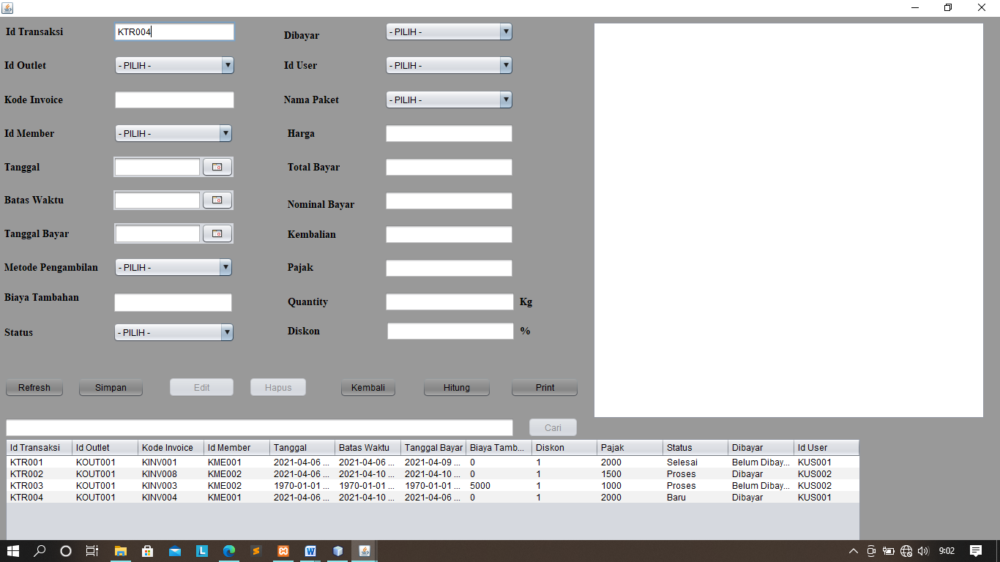 Id Transaksi KTR004 Dibayar - PILIH -
Id Outlet - PILIH - Id User - PILIH -
Kode Invoice Nama Paket - PILIH -
Id Member - PILIH - Harga
Tanggal Total Bayar
Batas Waktu Nominal Bayar
Tanggal Bayar Kembalian
Metode Pengambilan - PILIH - Pajak
Biaya Tambahan Quantity Kg
Status - PILIH - Diskon %
Refresh Simpan Edit Hapus Kembali Hitung Print
Cari
Id Transaksi Id Outlet Kode Invoice Id Member Tanggal Batas Waktu Tanggal Bayar Biaya Tamb... Diskon Pajak Status Dibayar Id User
KTR001 KOUT001 KINV001 KME001 2021-04-06 ... 2021-04-06 ... 2021-04-09 ... 0 1 2000 Selesai Belum Dibay... KUS001
KTR002 KOUT001 KINV008 KME002 2021-04-06 ... 2021-04-10 ... 2021-04-10 ... 0 1 1500 Proses Dibayar KUS002
KTR003 KOUT001 KINV003 KME002 1970-01-01 ... 1970-01-01 ... 1970-01-01 ... 5000 1 1000 Proses Belum Dibay... KUS002
KTR004 KOUT001 KINV004 KME001 2021-04-06 ... 2021-04-10 ... 2021-04-06 ... 0 1 2000 Baru Dibayar KUS001
9:02